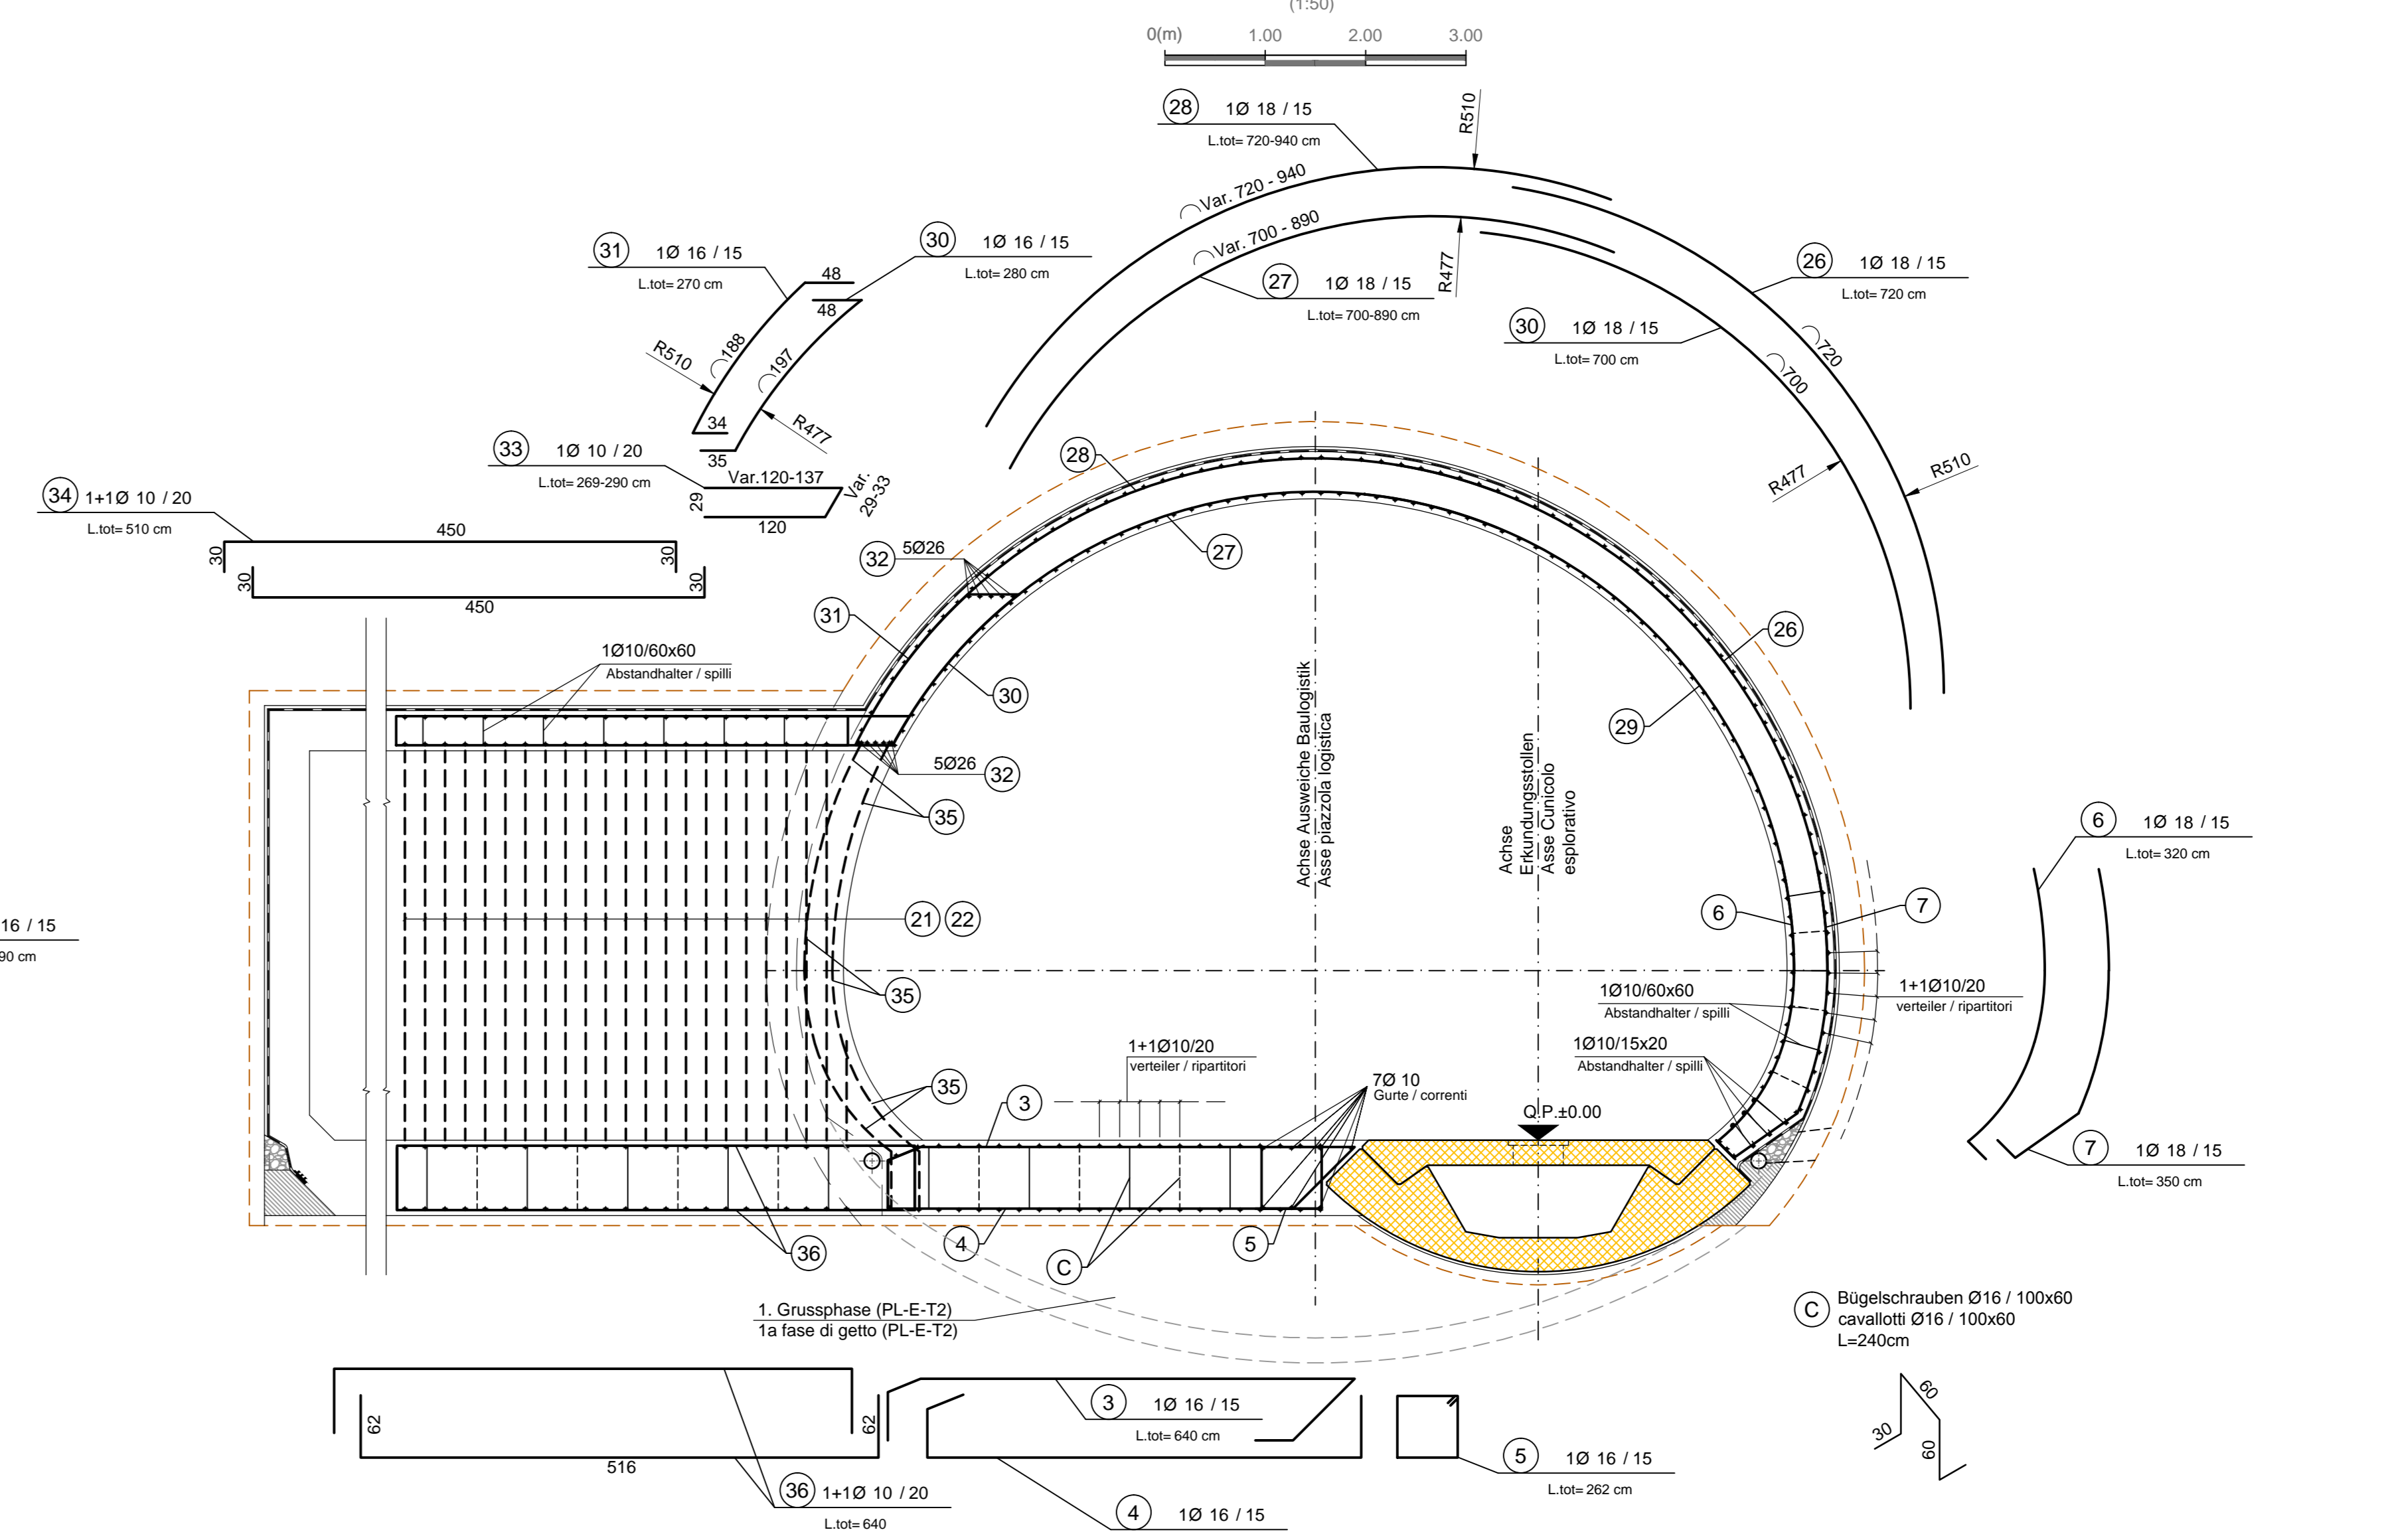 (1:50)
0(m) 1.00 2.00 3.00
28 1Ø 18 / 15
L.tot= 720-940 cm
R510
Var. 720 - 940
Var. 700 - 890
R477
27 1Ø 18 / 15
L.tot= 700-890 cm
26 1Ø 18 / 15
L.tot= 720 cm
30 1Ø 18 / 15
L.tot= 700 cm
720
700
R477
R510
31 1Ø 16 / 15
L.tot= 270 cm
30 1Ø 16 / 15
L.tot= 280 cm
48
48
188
197
R510
R477
34
35
33 1Ø 10 / 20
L.tot= 269-290 cm
Var.120-137
29
120
Var.
29-33
34 1+1Ø 10 / 20
L.tot= 510 cm
450
30
30
30
30
450
28
27
32 5Ø26
31
30
26
29
1Ø10/60x60
Abstandhalter / spilli
5Ø26 32
35
21 22
35
35
Achse Ausweiche Baulogistik
Asse piazzola logistica
Achse
Erkundungsstollen
Asse Cunicolo
esplorativo
6
7
1Ø10/60x60
Abstandhalter / spilli
1Ø10/15x20
Abstandhalter / spilli
1+1Ø10/20
verteiler / ripartitori
6 1Ø 18 / 15
L.tot= 320 cm
7 1Ø 18 / 15
L.tot= 350 cm
16 / 15
90 cm
1+1Ø10/20
verteiler / ripartitori
7Ø 10
Gurte / correnti
Q.P.±0.00
3
4
C
5
36
1. Grussphase (PL-E-T2)
1a fase di getto (PL-E-T2)
C Bügelschrauben Ø16 / 100x60
cavallotti Ø16 / 100x60
L=240cm
30
60
60
62
62
516
36 1+1Ø 10 / 20
L.tot= 640
3 1Ø 16 / 15
L.tot= 640 cm
4 1Ø 16 / 15
5 1Ø 16 / 15
L.tot= 262 cm